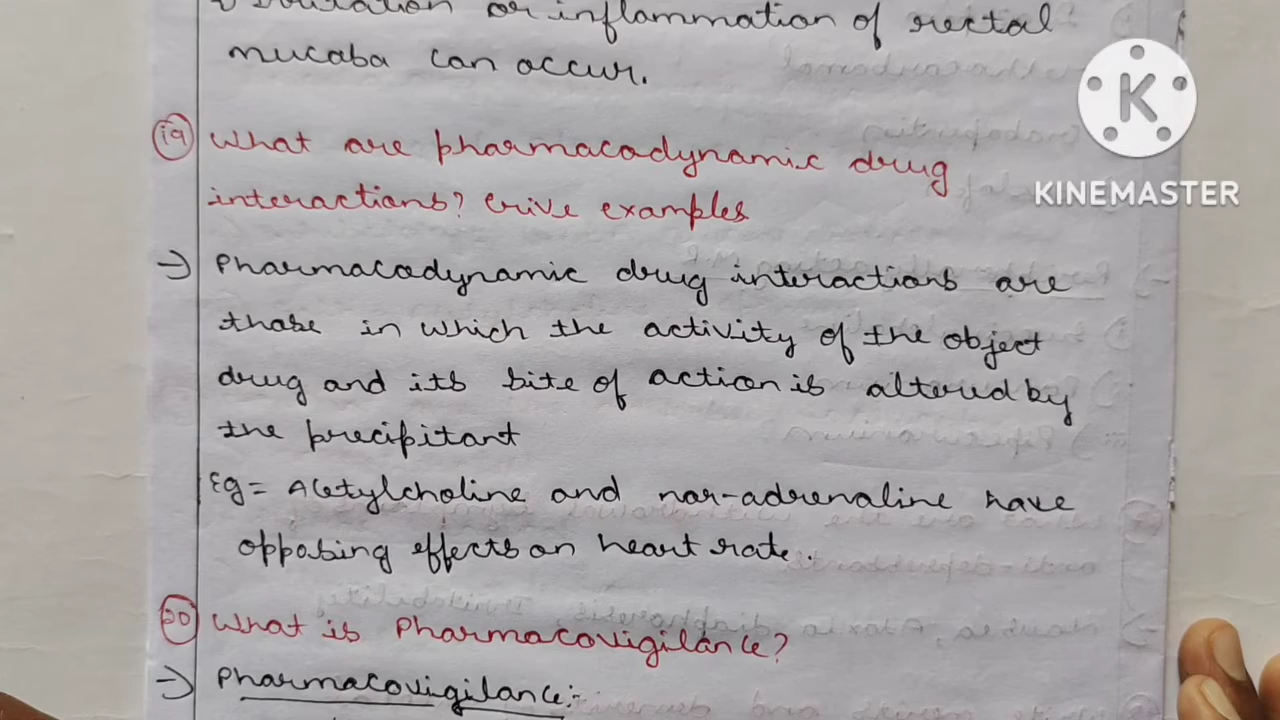 or inflammation of rectal
mucaba can occur.
19 What are pharmacodynamic drug
interactions? Give examples
→ Pharmacodynamic drug interactions are
those in which the activity of the object
drug and its site of action is altered by
the precipitant
Eg = Acetylcholine and nor-adrenaline have
opposing effects on heart rate.
20 What is Pharmacovigilance?
→ Pharmacovigilance:-
K
KINEMASTER